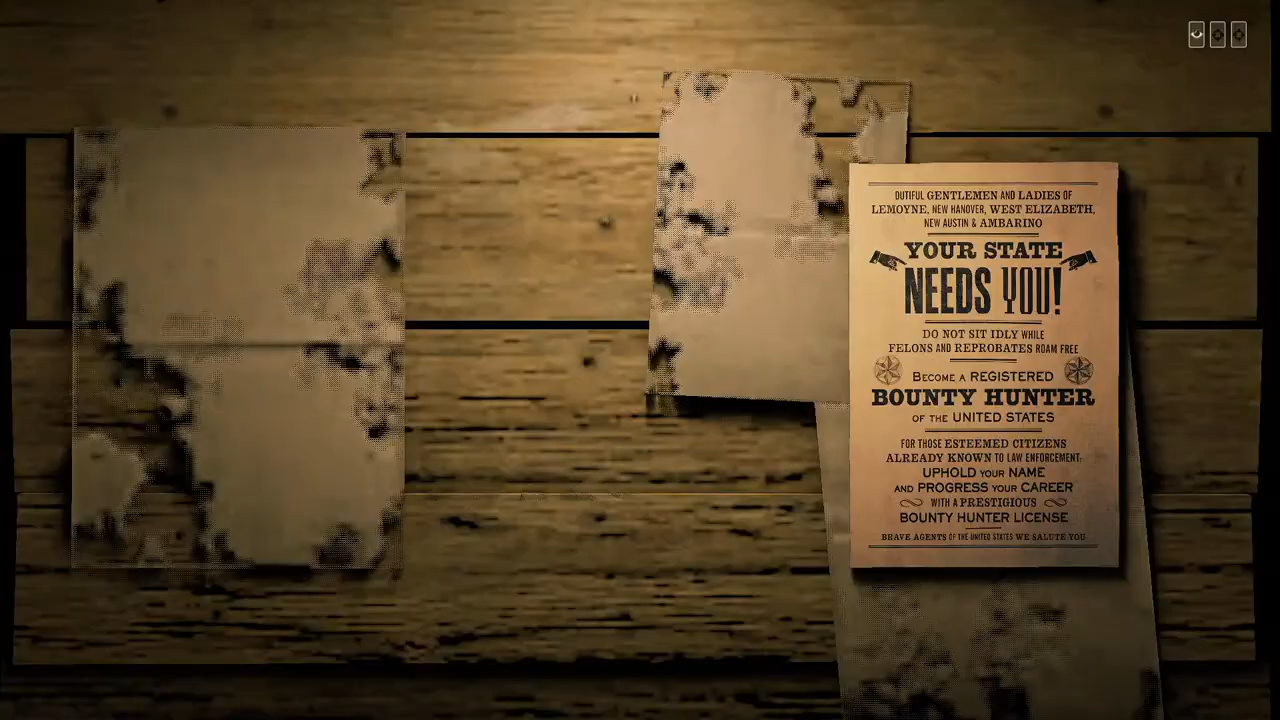 OUTIFUL GENTLEMEN AND LADIES OF
LEMOYNE, NEW HANOVER, WEST ELIZABETH,
NEW AUSTIN & AMBARINO
YOUR STATE
NEEDS YOU!
DO NOT SIT IDLY WHILE
FELONS AND REPROBATES ROAM FREE
BECOME A REGISTERED
BOUNTY HUNTER
OF THE UNITED STATES
FOR THOSE ESTEEMED CITIZENS
ALREADY KNOWN TO LAW ENFORCEMENT.
UPHOLD YOUR NAME
AND PROGRESS YOUR CAREER
WITH A PRESTIGIOUS
BOUNTY HUNTER LICENSE
BRAVE AGENTS OF THE UNITED STATES WE SALUTE YOU